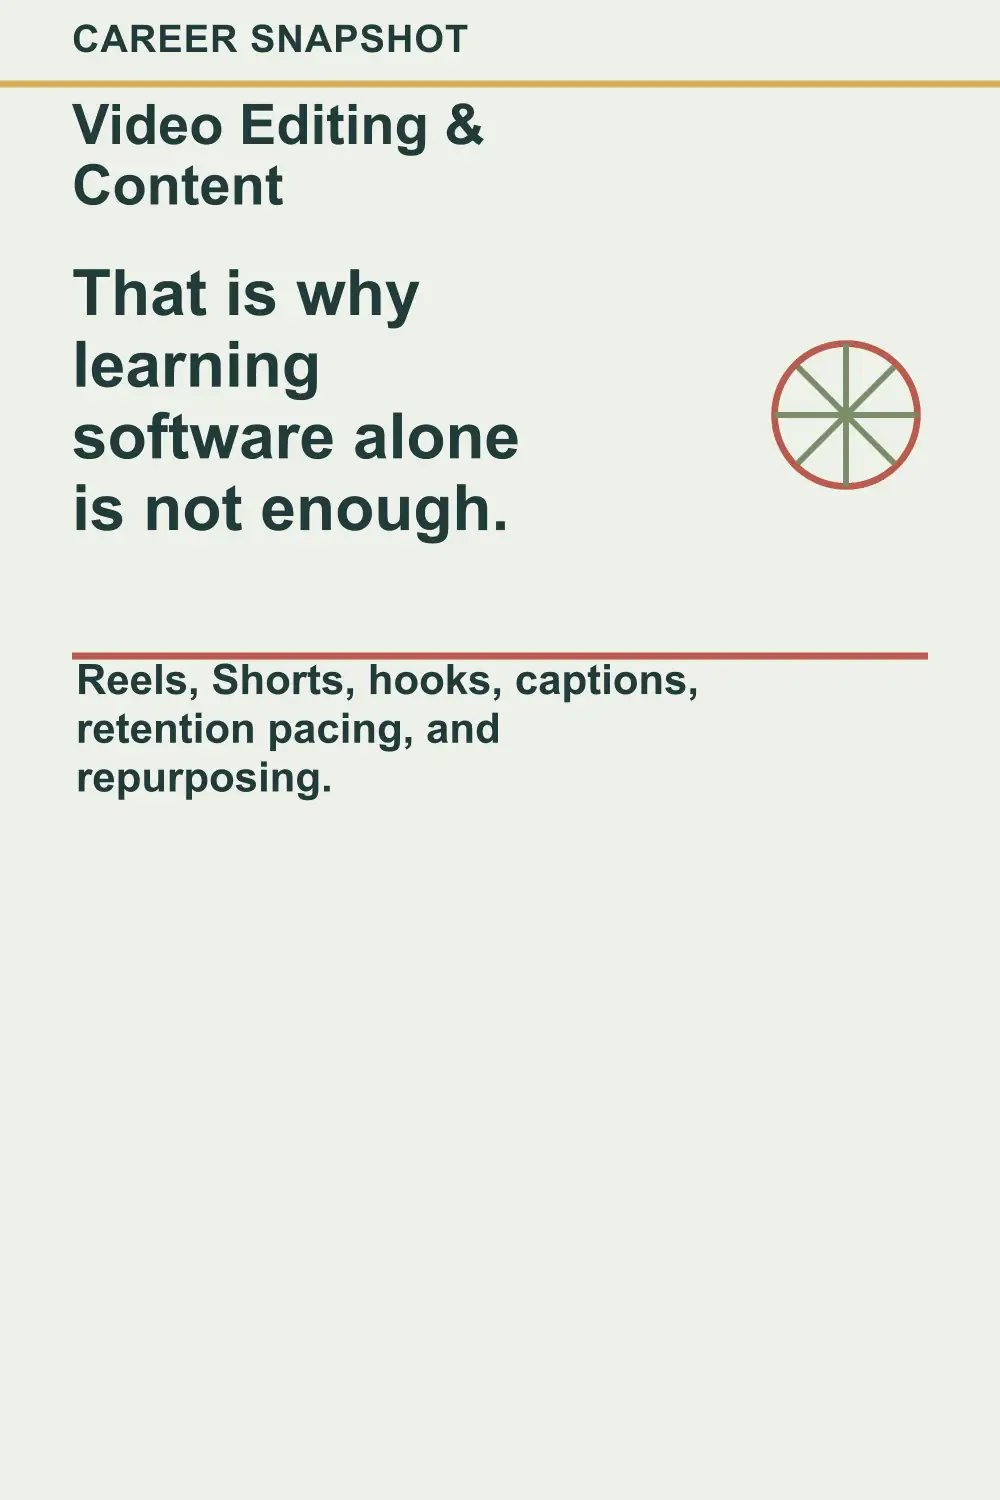 CAREER SNAPSHOT
Video Editing &
Content
That is why
learning
software alone
is not enough.
Reels, Shorts, hooks, captions,
retention pacing, and
repurposing.